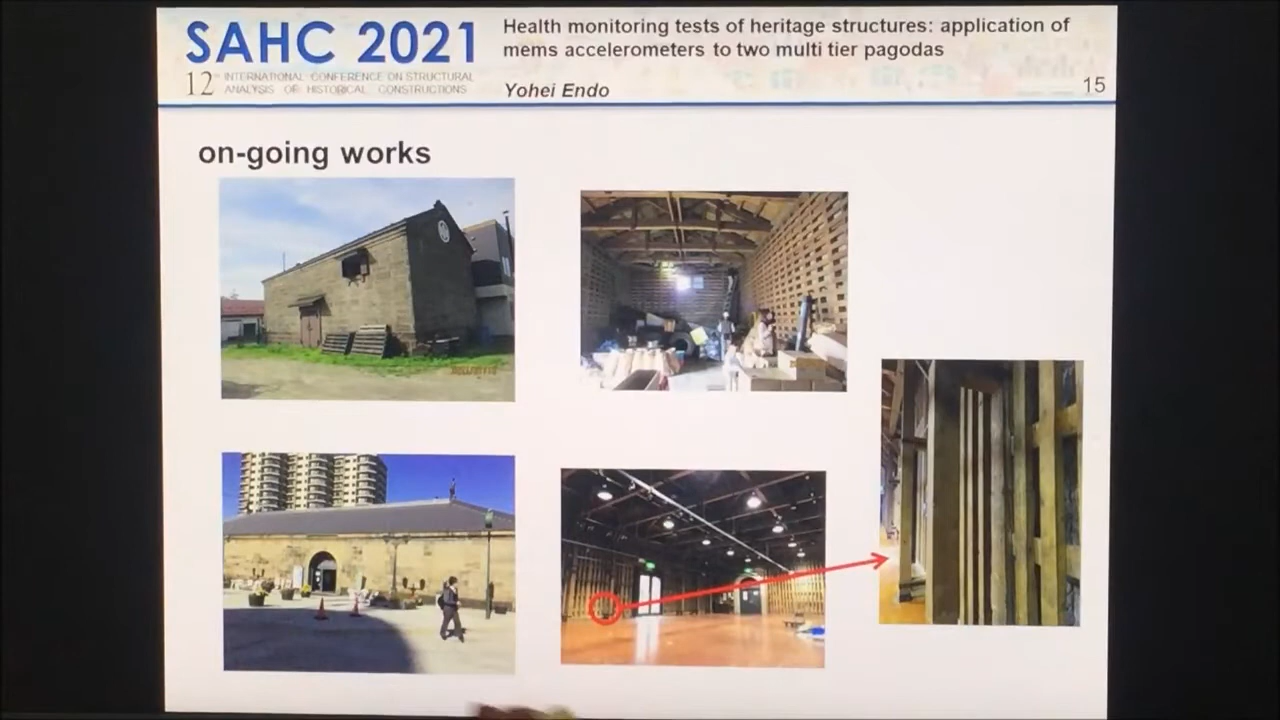 SAHC 2021
12th INTERNATIONAL CONFERENCE ON STRUCTURAL
ANALYSIS OF HISTORICAL CONSTRUCTIONS
Health monitoring tests of heritage structures: application of
mems accelerometers to two multi tier pagodas
Yohei Endo
15
on-going works